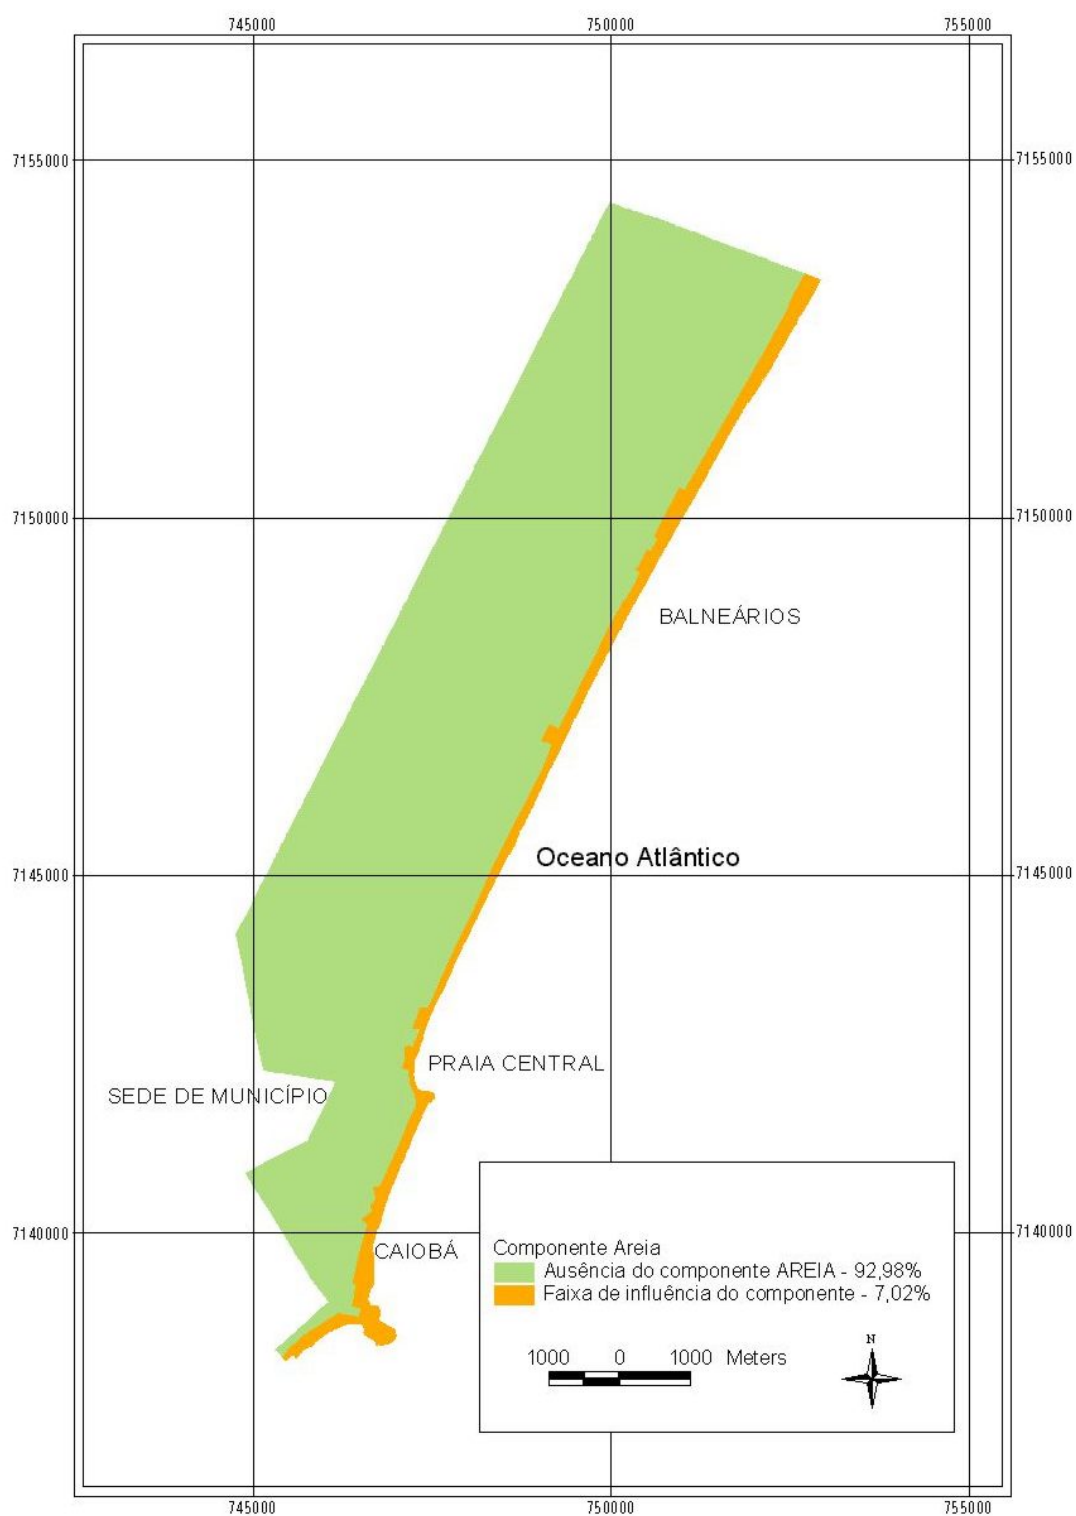 745000 750000 755000
7155000 7155000
7150000 7150000
BALNEÁRIOS
Oceano Atlântico
7145000 7145000
PRAIA CENTRAL
SEDE DE MUNICÍPIO
7140000 7140000
CAIOBÁ
Componente Areia
Ausência do componente AREIA - 92,98%
Faixa de influência do componente - 7,02%
1000 0 1000 Meters
N
745000 750000 755000